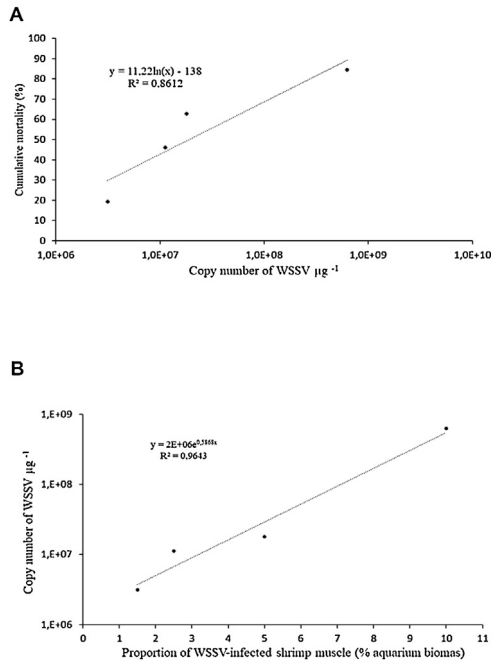 A
100
90
80
70
60
50
40
30
20
10
0
Cumulative mortality (%)
y = 11,22ln(x) - 138
R² = 0.8612
1,0E+06 1,0E+07 1,0E+08 1,0E+09 1,0E+10
Copy number of WSSV µg ⁻¹
B
1,E+09
1,E+08
1,E+07
1,E+06
Copy number of WSSV µg ⁻¹
y = 2E+06e^0,5868x
R² = 0.9643
0 1 2 3 4 5 6 7 8 9 10 11
Proportion of WSSV-infected shrimp muscle (% aquarium biomas)